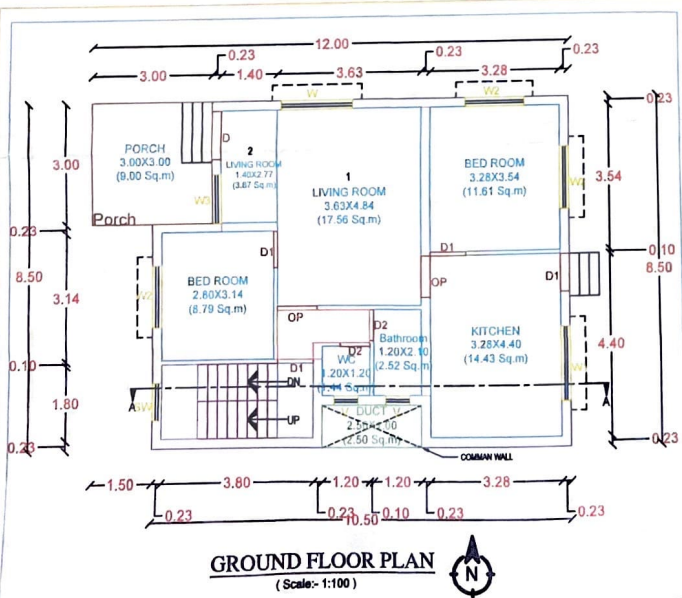 0.23 12.00 0.23 0.23
3.00 1.40 3.63 3.28
W W2
0.23
3.00
0.23
8.50
3.14
0.10
1.80
0.23
PORCH
3.00X3.00
(9.00 Sq.m)
Porch
D
W3
2
LIVING ROOM
1.40X2.77
(3.87 Sq.m)
1
LIVING ROOM
3.63X4.84
(17.56 Sq.m)
BED ROOM
3.28X3.54
(11.61 Sq.m)
W2
3.54
0.10
8.50
4.40
0.23
D1
W2
BED ROOM
2.80X3.14
(8.79 Sq.m)
D1
OP
D1
OP
D2
Bathroom
1.20X2.10
(2.52 Sq.m)
KITCHEN
3.28X4.40
(14.43 Sq.m)
D2
WC
1.20X1.20
D1
DN
UP
A
A
V V
DUCT
(2.50 Sq.m)
COMMAN WALL
1.50 3.80 1.20 1.20 3.28
0.23 0.23 0.10 0.23 0.23
10.50
GROUND FLOOR PLAN
( Scale:- 1:100 )
N